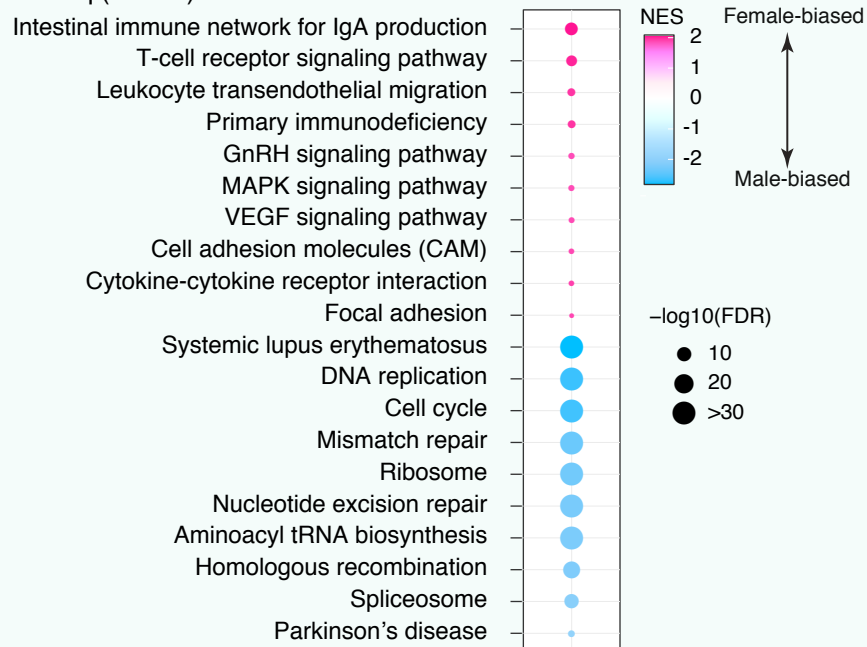 Intestinal immune network for IgA production
T-cell receptor signaling pathway
Leukocyte transendothelial migration
Primary immunodeficiency
GnRH signaling pathway
MAPK signaling pathway
VEGF signaling pathway
Cell adhesion molecules (CAM)
Cytokine-cytokine receptor interaction
Focal adhesion
Systemic lupus erythematosus
DNA replication
Cell cycle
Mismatch repair
Ribosome
Nucleotide excision repair
Aminoacyl tRNA biosynthesis
Homologous recombination
Spliceosome
Parkinson's disease
NES
2
1
0
-1
-2
Female-biased
Male-biased
−log10(FDR)
10
20
>30